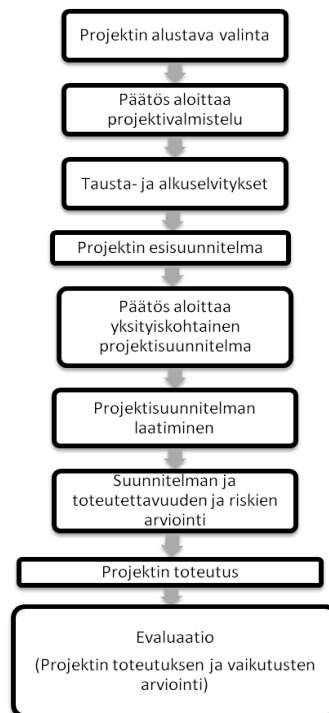 Projektin alustava valinta
Päätös aloittaa
projektivalmistelu
Tausta- ja alkuselvitykset
Projektin esisuunnitelma
Päätös aloittaa
yksityiskohtainen
projektisuunnitelma
Projektisuunnitelman
laatiminen
Suunnitelman ja
toteutettavuuden ja riskien
arviointi
Projektin toteutus
Evaluaatio
(Projektin toteutuksen ja vaikutusten
arviointi)